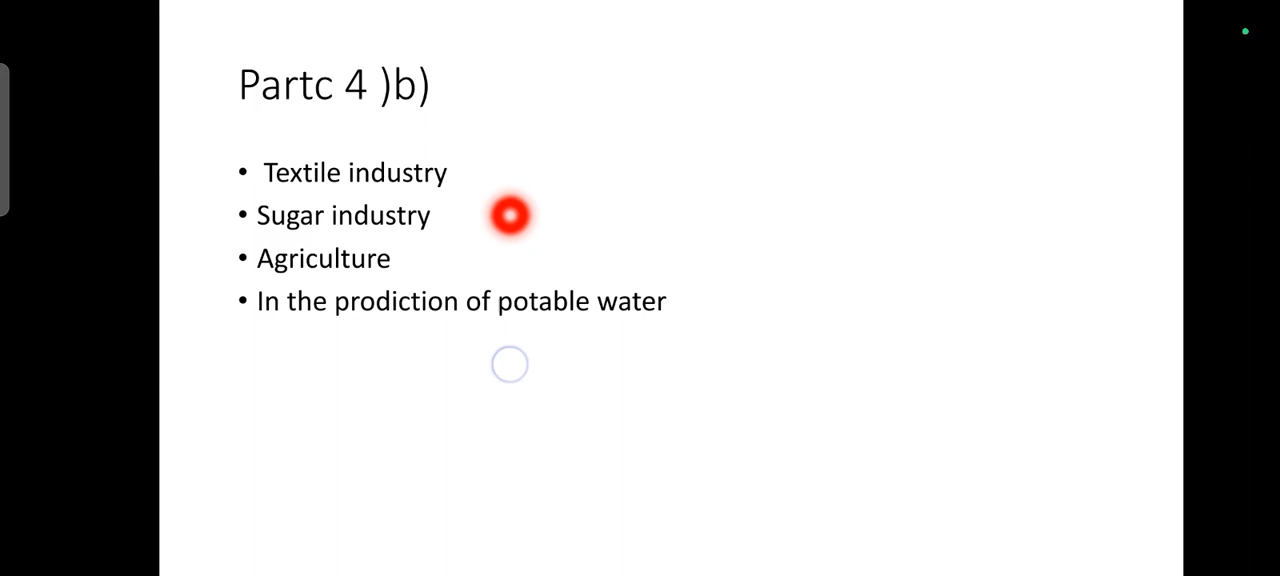 Partc 4 )b)
• Textile industry
• Sugar industry
• Agriculture
• In the prodiction of potable water